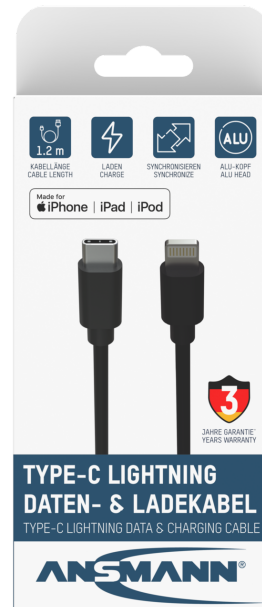 1.2 m
ALU
KABELLÄNGE
CABLE LENGTH
LADEN
CHARGE
SYNCHRONISIEREN
SYNCHRONIZE
ALU-KOPF
ALU HEAD
Made for
iPhone | iPad | iPod
3
JAHRE GARANTIE*
YEARS WARRANTY
TYPE-C LIGHTNING
DATEN- & LADEKABEL
TYPE-C LIGHTNING DATA & CHARGING CABLE
ANSMANN®